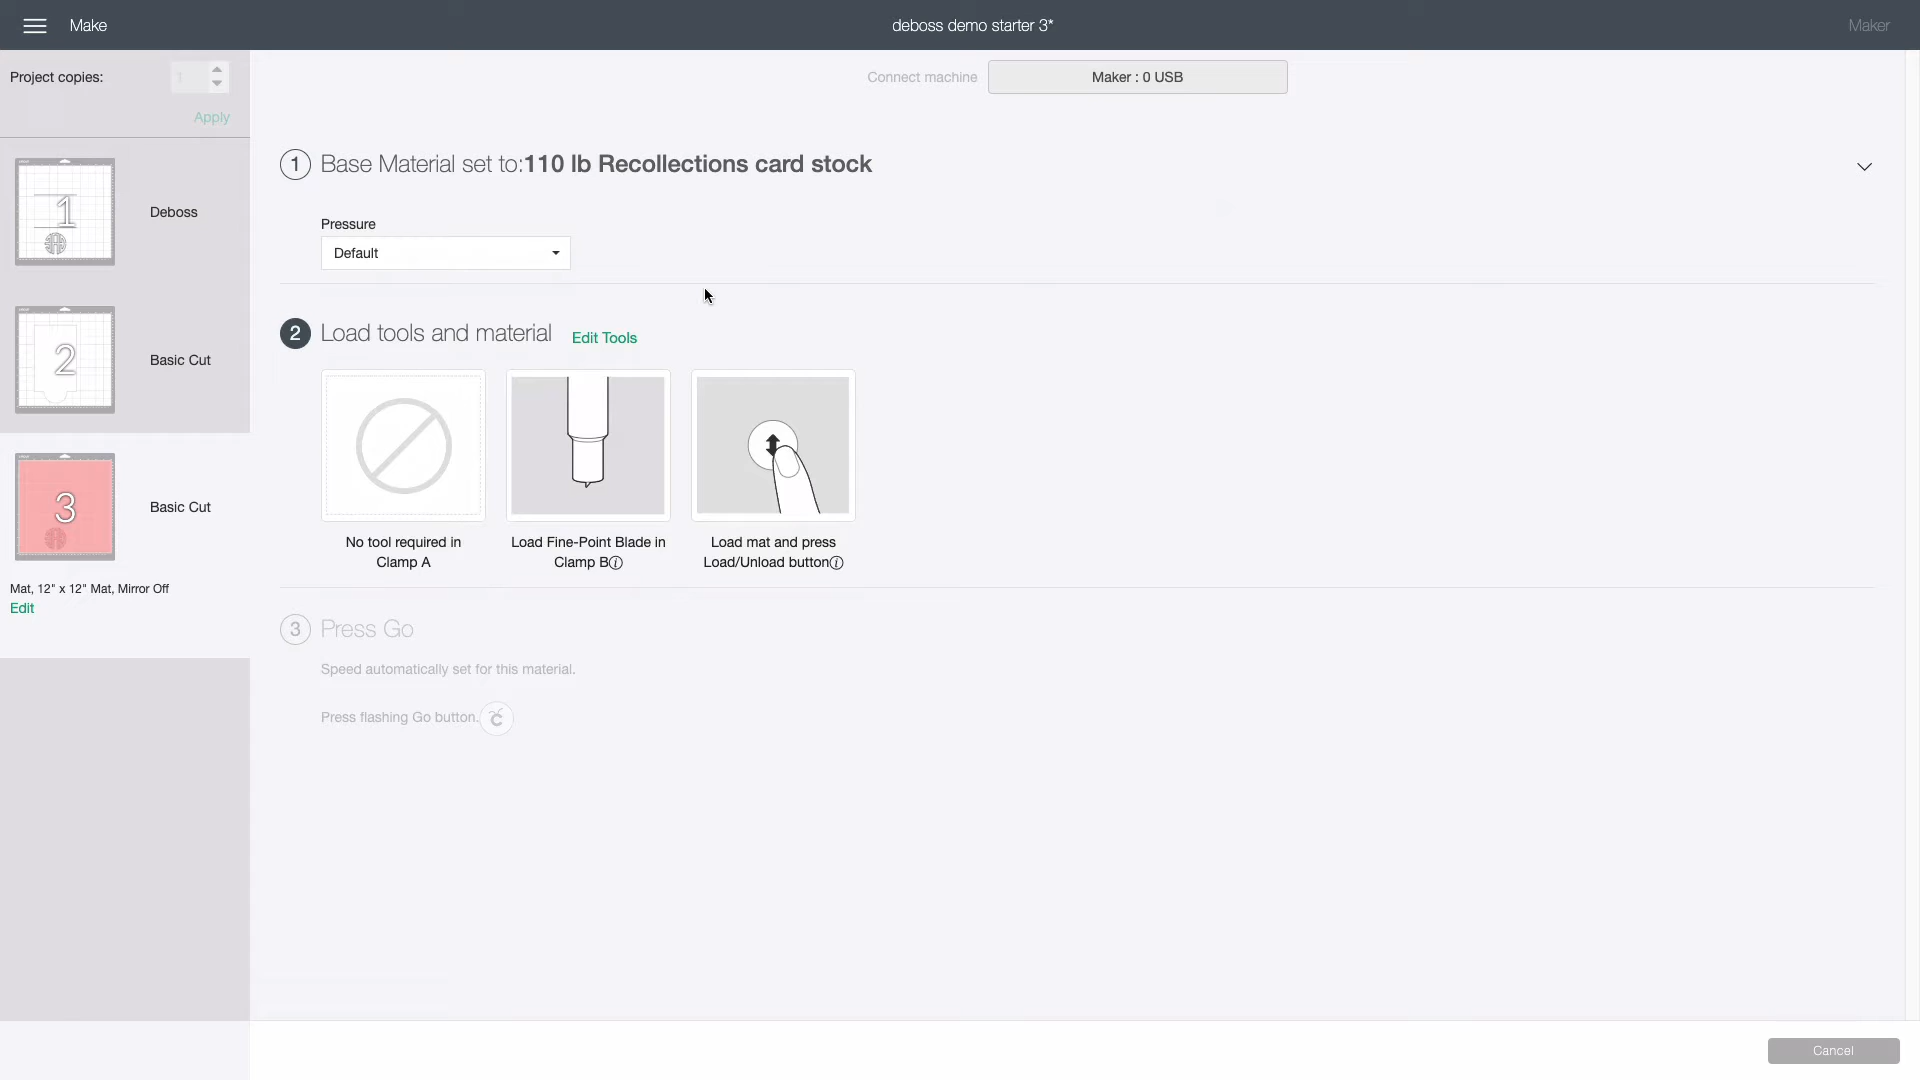 Make
deboss demo starter 3*
Maker
Project copies:
1
Apply
Connect machine
Maker : 0 USB
1
Deboss
2
Basic Cut
3
Basic Cut
Mat, 12" x 12" Mat, Mirror Off
Edit
1 Base Material set to:110 lb Recollections card stock
Pressure
Default
2 Load tools and material
Edit Tools
No tool required in
Clamp A
Load Fine-Point Blade in
Clamp B
Load mat and press
Load/Unload button
3 Press Go
Speed automatically set for this material.
Press flashing Go button.
Cancel